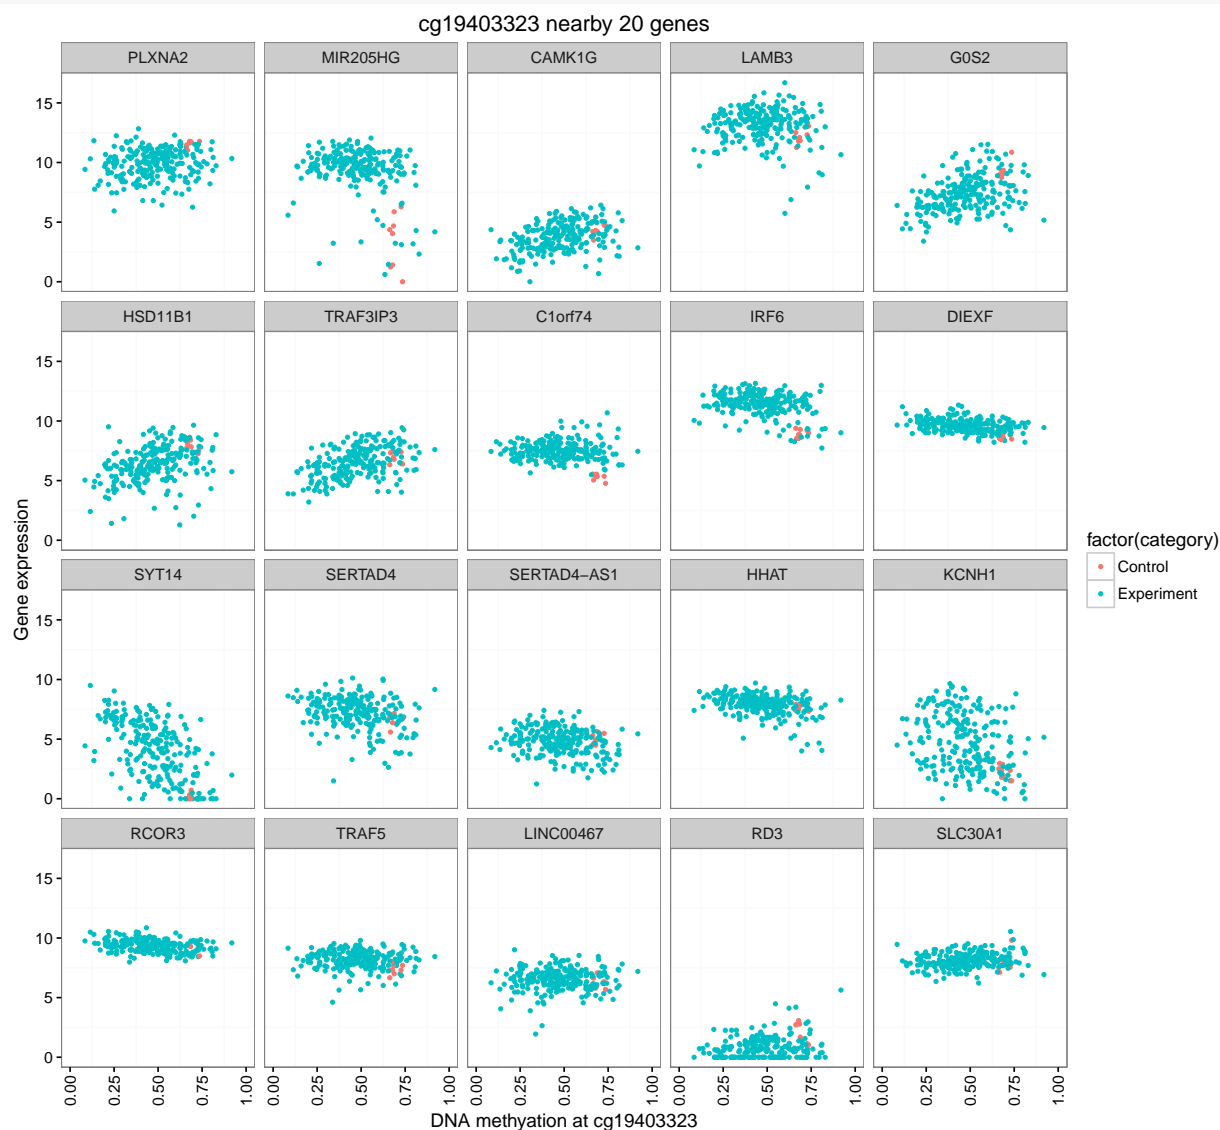 cg19403323 nearby 20 genes
PLXNA2 MIR205HG CAMK1G LAMB3 G0S2
15
10
5
0
HSD11B1 TRAF3IP3 C1orf74 IRF6 DIEXF
15
10
5
0
SYT14 SERTAD4 SERTAD4−AS1 HHAT KCNH1
15
10
5
0
RCOR3 TRAF5 LINC00467 RD3 SLC30A1
15
10
5
0
0.00 0.25 0.50 0.75 1.00 0.00 0.25 0.50 0.75 1.00 0.00 0.25 0.50 0.75 1.00 0.00 0.25 0.50 0.75 1.00 0.00 0.25 0.50 0.75 1.00
DNA methyation at cg19403323
Gene expression
factor(category)
Control
Experiment